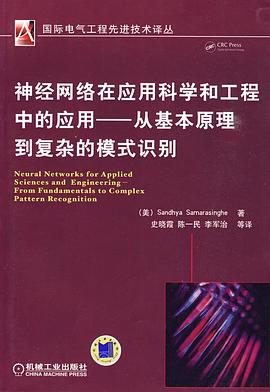 国际电气工程先进技术译丛
CRC Press
神经网络在应用科学和工程
中的应用——从基本原理
到复杂的模式识别
Neural Networks for Applied
Sciences and Engineering—
From Fundamentals to Complex
Pattern Recognition
(美) Sandhya Samarasinghe 著
史晓霞 陈一民 李军治 等译
机械工业出版社
CHINA MACHINE PRESS